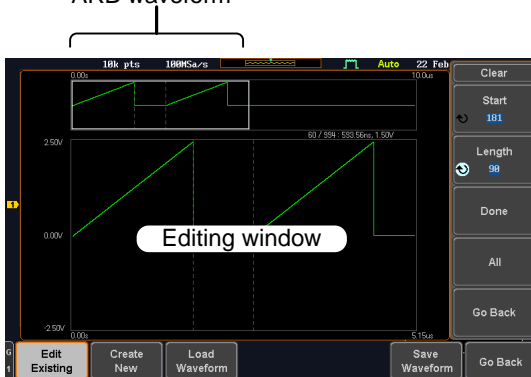 ARB waveform
10k pts 100MSa/s Auto 22 Feb
0.00s 10.0us
Clear
Start
181
60 / 994 : 593.56ns, 1.50V
2.50V
Length
90
1
Done
0.00V
Editing window
All
Go Back
-2.50V
0.00s 5.15us
G
1
Edit
Existing
Create
New
Load
Waveform
Save
Waveform
Go Back